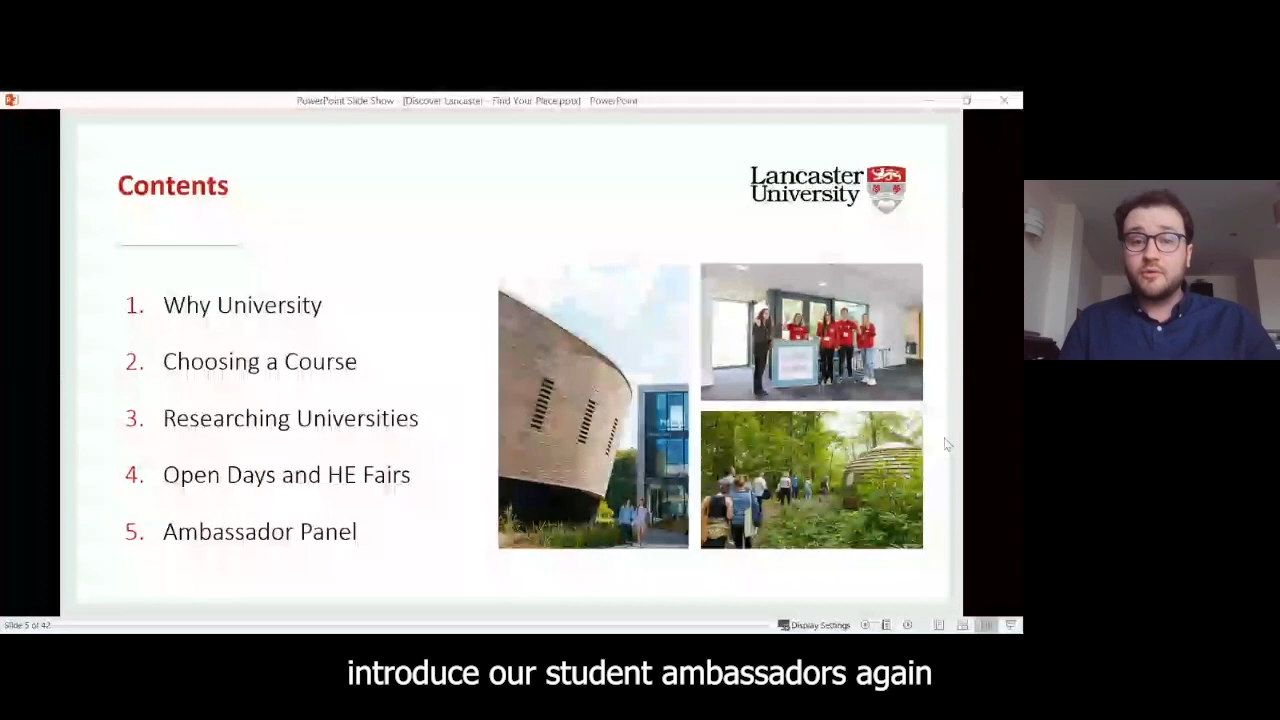 PowerPoint Slide Show - [Discover Lancaster - Find Your Place.pptx] - PowerPoint
Contents
Lancaster
University
1. Why University
2. Choosing a Course
3. Researching Universities
4. Open Days and HE Fairs
5. Ambassador Panel
Slide 5 of 42
Display Settings
introduce our student ambassadors again